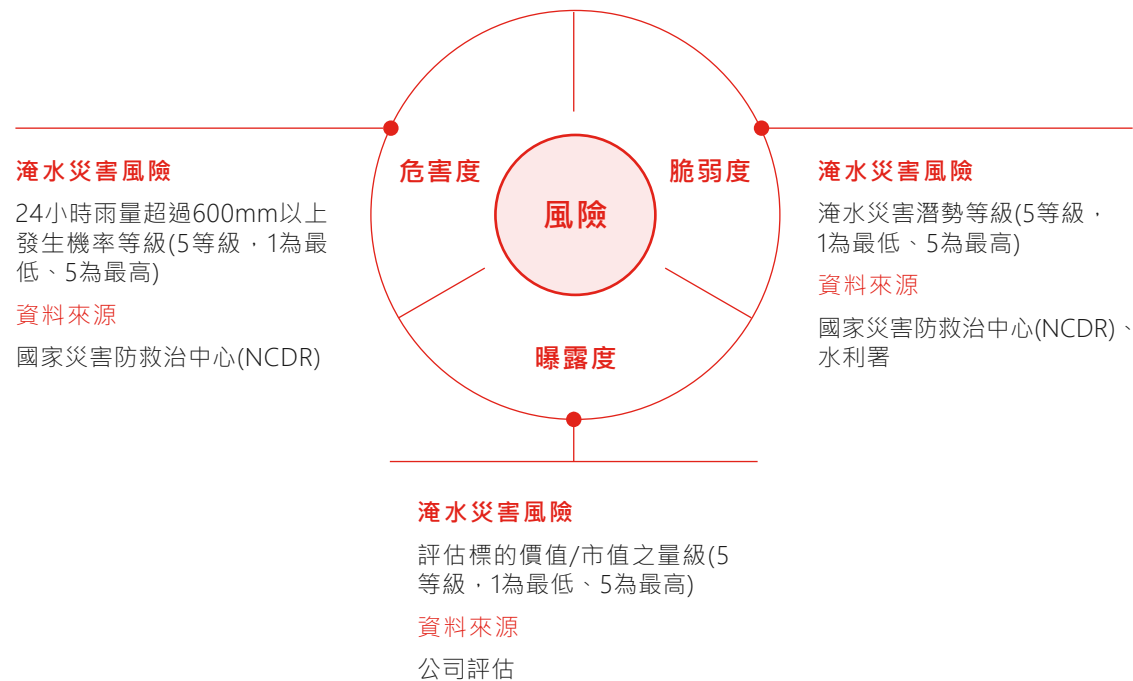 危害度
脆弱度
風險
曝露度
淹水災害風險
24小時雨量超過600mm以上
發生機率等級(5等級，1為最
低、5為最高)
資料來源
國家災害防救治中心(NCDR)
淹水災害風險
淹水災害潛勢等級(5等級，
1為最低、5為最高)
資料來源
國家災害防救治中心(NCDR)、
水利署
淹水災害風險
評估標的價值/市值之量級(5
等級，1為最低、5為最高)
資料來源
公司評估